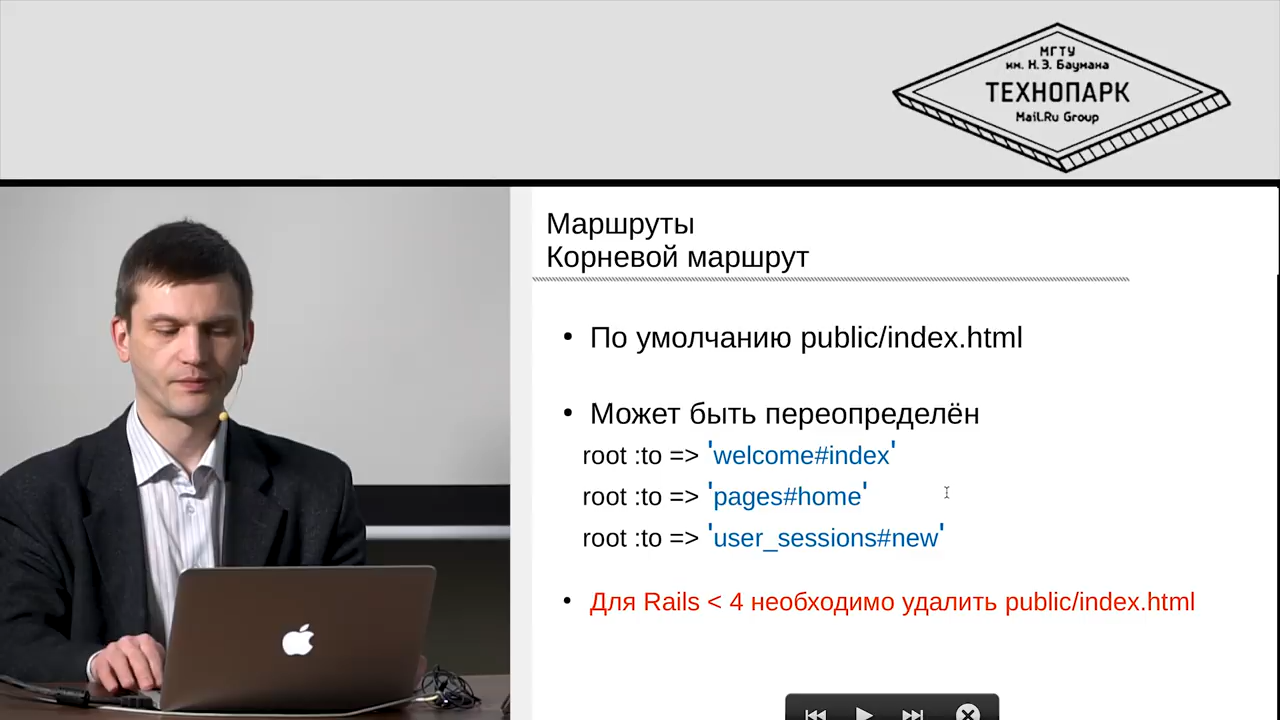 МГТУ
им. Н.Э. Баумана
ТЕХНОПАРК
Mail.Ru Group
Маршруты
Корневой маршрут
• По умолчанию public/index.html
• Может быть переопределён
root :to => 'welcome#index'
root :to => 'pages#home'
root :to => 'user_sessions#new'
• Для Rails < 4 необходимо удалить public/index.html